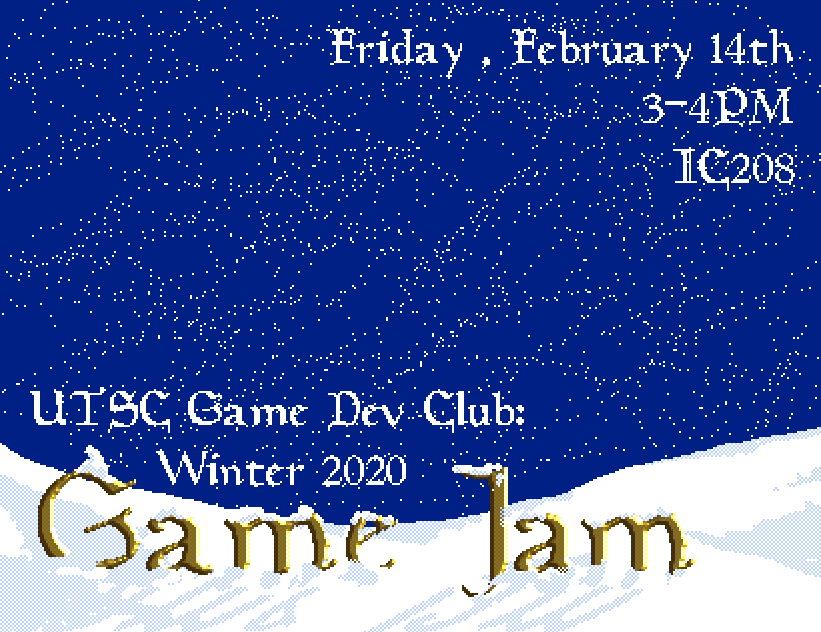 Friday , February 14th
3-4PM
IC208
UTSC Game Dev Club:
Winter 2020
Game Jam